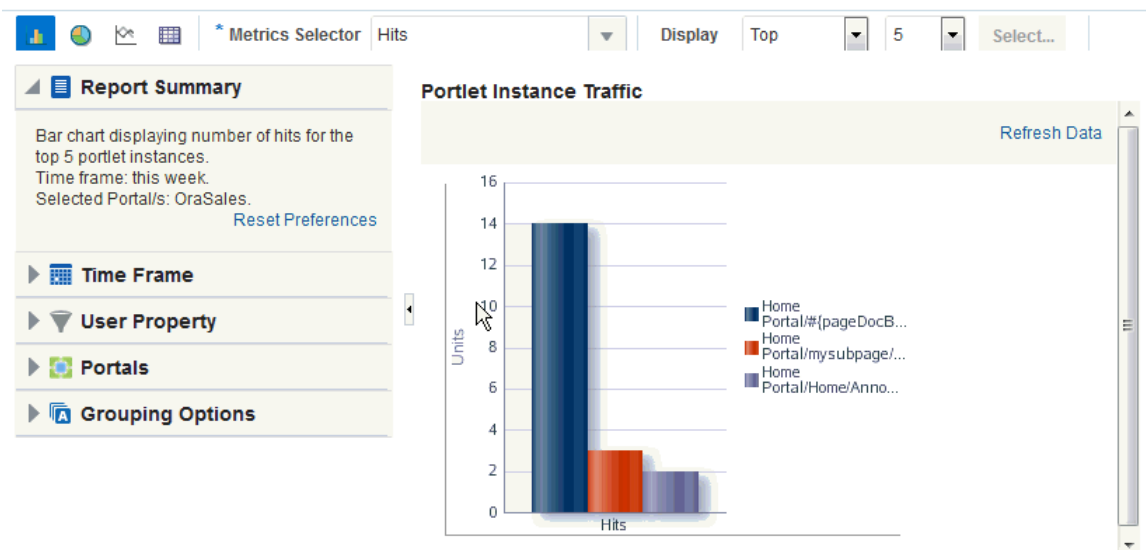 * Metrics Selector Hits Display Top 5 Select...
Report Summary
Bar chart displaying number of hits for the
top 5 portlet instances.
Time frame: this week.
Selected Portal/s: OraSales.
Reset Preferences
Time Frame
User Property
Portals
A Grouping Options
Portlet Instance Traffic
Refresh Data
16
14
12
10
8
6
4
2
0
Units
Hits
Home
Portal/#{pageDocB...
Home
Portal/mysubpage/...
Home
Portal/Home/Anno...